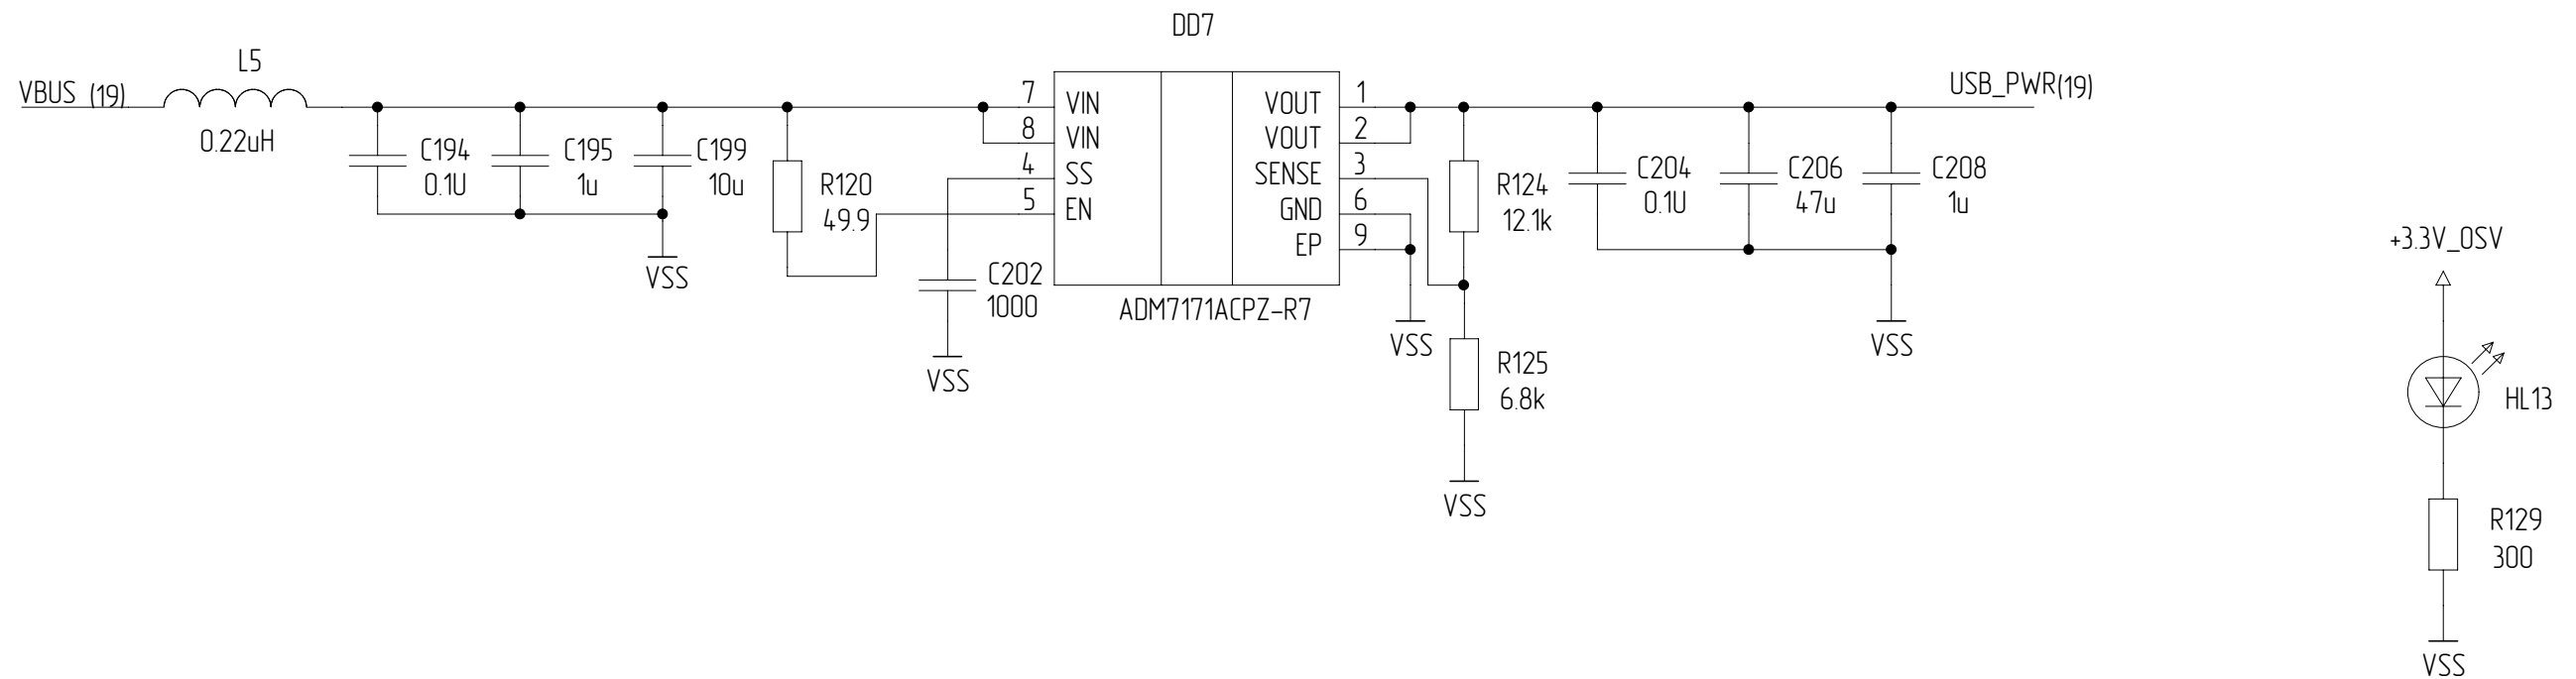 DD7
L5
VBUS (19)
0.22uH
C194
0.1U
C195
1u
C199
10u
VSS
R120
49.9
7
8
4
5
VIN
VIN
SS
EN
C202
1000
VSS
VOUT
VOUT
SENSE
GND
EP
1
2
3
6
9
ADM7171ACPZ-R7
VSS
R124
12.1k
R125
6.8k
VSS
C204
0.1U
C206
47u
C208
1u
VSS
USB_PWR(19)
+3.3V_OSV
HL13
R129
300
VSS